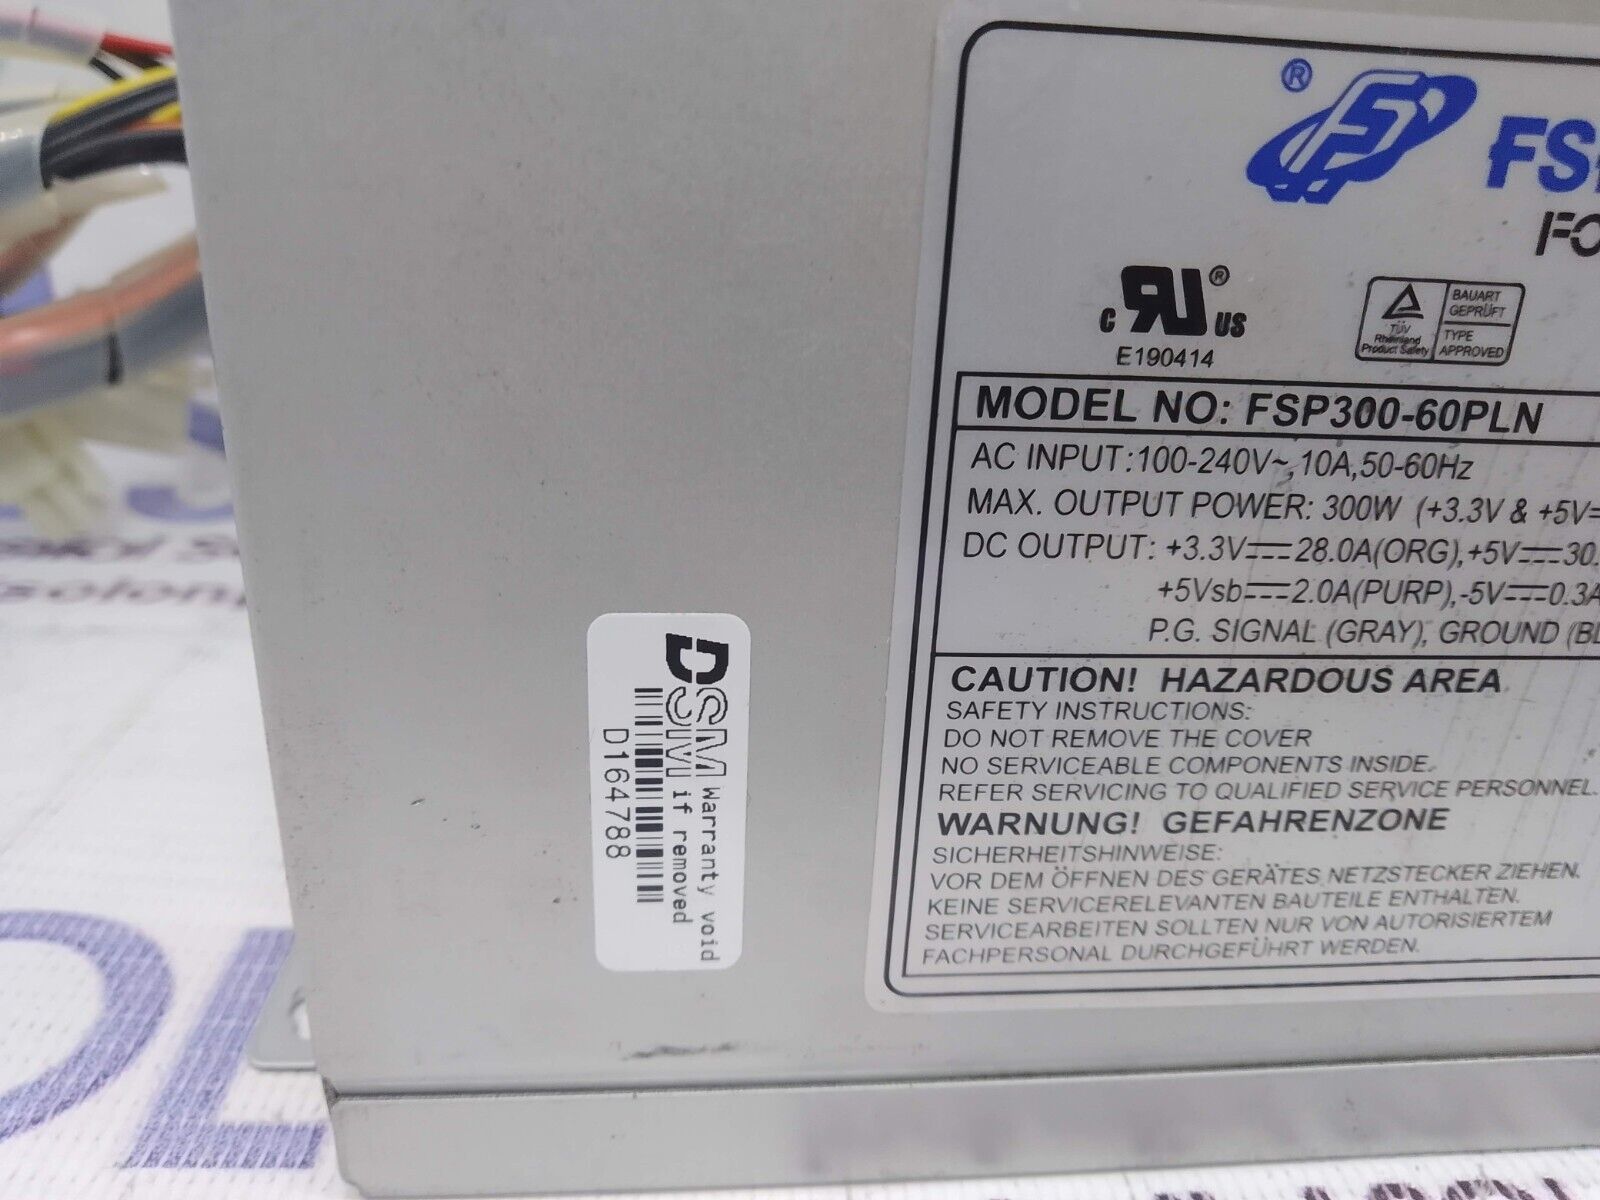 ® FSP
FO
c RU ® US
E190414
TÜV
Rheinland
Product Safety
BAUART
GEPRÜFT
TYPE
APPROVED
MODEL NO: FSP300-60PLN
AC INPUT:100-240V~,10A,50-60Hz
MAX. OUTPUT POWER: 300W (+3.3V & +5V=
DC OUTPUT: +3.3V⎓28.0A(ORG),+5V⎓30.
+5Vsb⎓2.0A(PURP),-5V⎓0.3A
P.G. SIGNAL (GRAY), GROUND (BL
CAUTION! HAZARDOUS AREA
SAFETY INSTRUCTIONS:
DO NOT REMOVE THE COVER
NO SERVICEABLE COMPONENTS INSIDE.
REFER SERVICING TO QUALIFIED SERVICE PERSONNEL.
WARNUNG! GEFAHRENZONE
SICHERHEITSHINWEISE:
VOR DEM ÖFFNEN DES GERÄTES NETZSTECKER ZIEHEN.
KEINE SERVICERELEVANTEN BAUTEILE ENTHALTEN.
SERVICEARBEITEN SOLLTEN NUR VON AUTORISIERTEM
FACHPERSONAL DURCHGEFÜHRT WERDEN.
DSM Warranty void
DSM if removed
D164788